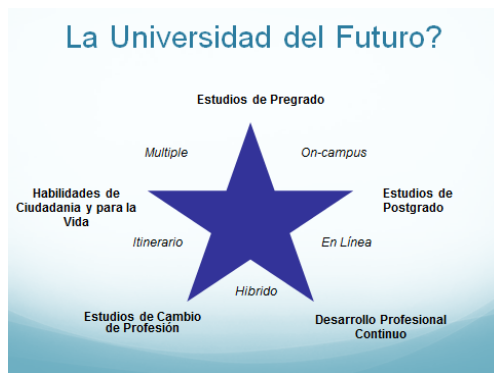 La Universidad del Futuro?
Estudios de Pregrado
Multiple
On-campus
Habilidades de
Ciudadania y para la
Vida
Estudios de
Postgrado
Itinerario
En Línea
Hibrido
Estudios de Cambio
de Profesión
Desarrollo Profesional
Continuo